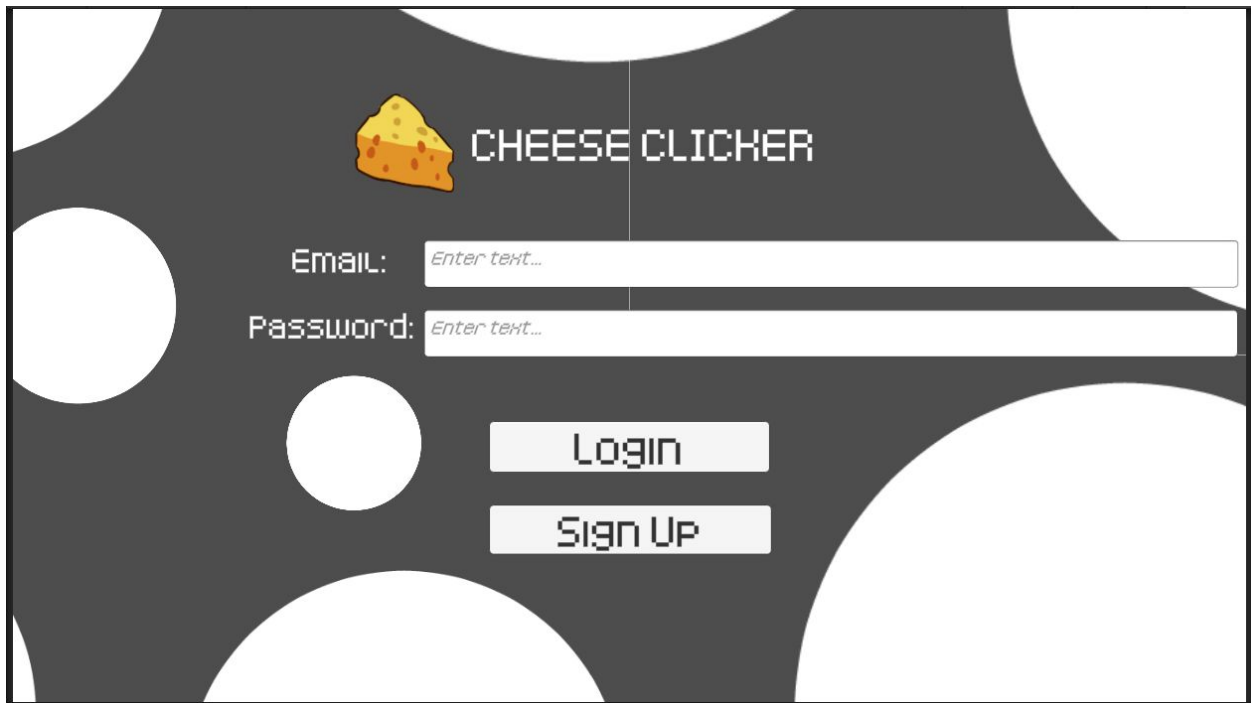 CHEESE CLICKER
Email: Enter text...
Password: Enter text...
Login
Sign Up